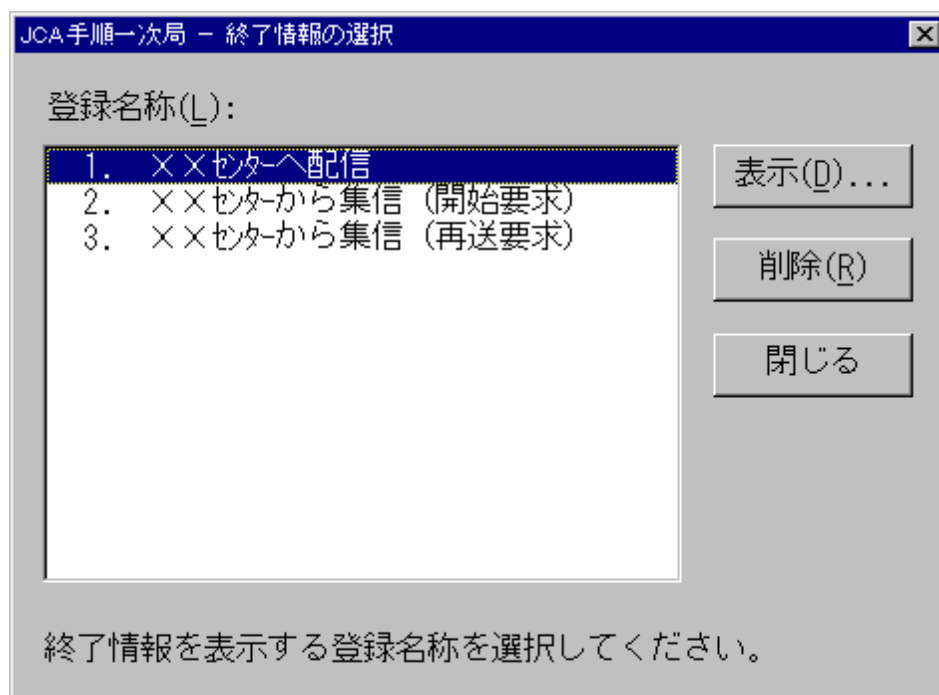 JCA手順一次局 － 終了情報の選択
登録名称(L):
1. ××ｾﾝﾀｰへ配信
2. ××ｾﾝﾀｰから集信（開始要求）
3. ××ｾﾝﾀｰから集信（再送要求）
表示(D)...
削除(R)
閉じる
終了情報を表示する登録名称を選択してください。